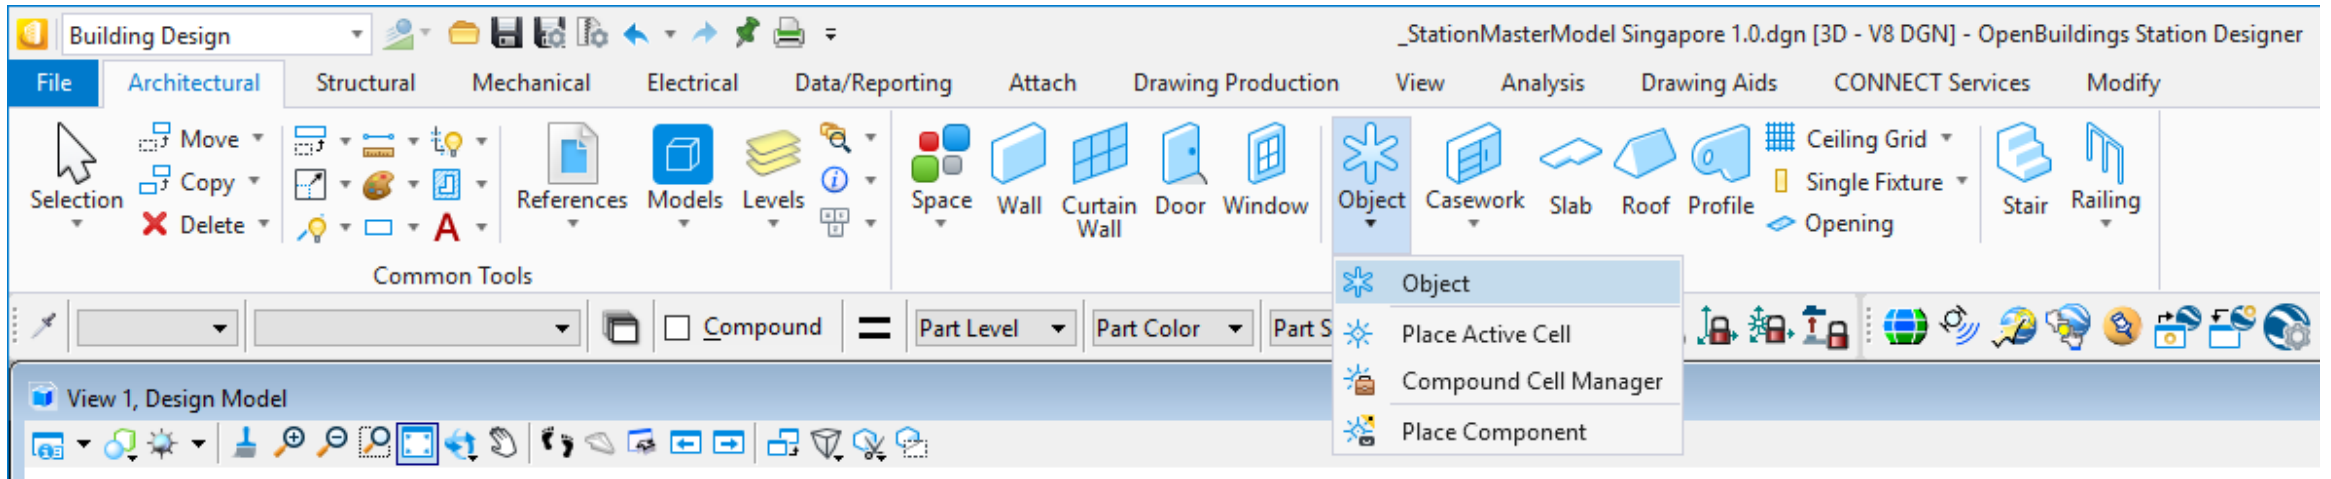 Building Design
_StationMasterModel Singapore 1.0.dgn [3D - V8 DGN] - OpenBuildings Station Designer
File Architectural Structural Mechanical Electrical Data/Reporting Attach Drawing Production View Analysis Drawing Aids CONNECT Services Modify
Selection
Move
Copy
Delete
A
References
Models
Levels
Space
Wall
Curtain
Wall
Door
Window
Object
Casework
Slab
Roof
Profile
Ceiling Grid
Single Fixture
Opening
Stair
Railing
Common Tools
Object
Place Active Cell
Compound Cell Manager
Place Component
Compound
Part Level
Part Color
Part S
View 1, Design Model